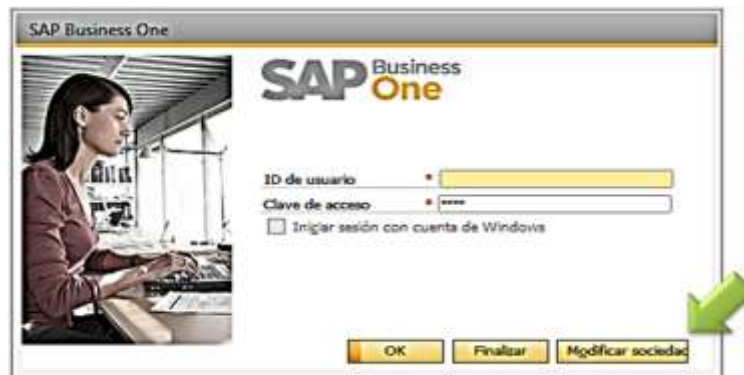 SAP Business One
SAP Business One
ID de usuario *
Clave de acceso * ****
Iniciar sesión con cuenta de Windows
OK Finalizar Modificar sociedad